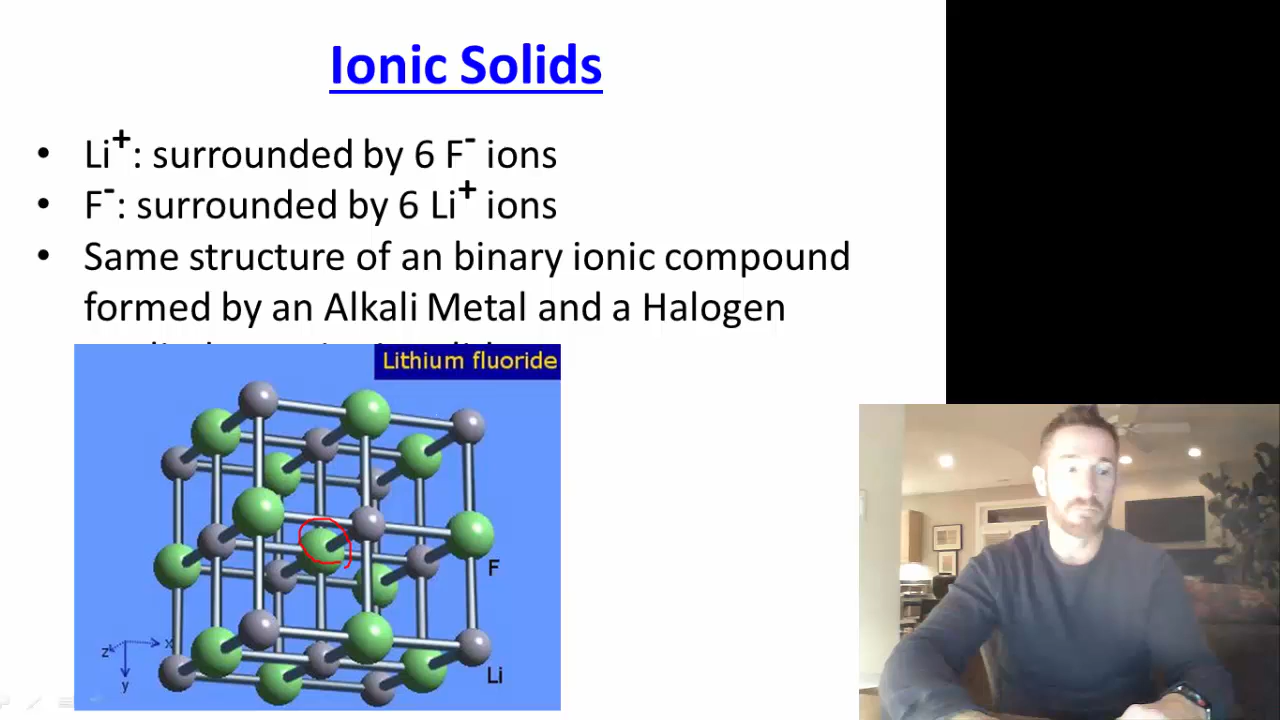 Ionic Solids
• Li⁺: surrounded by 6 F⁻ ions
• F⁻: surrounded by 6 Li⁺ ions
• Same structure of an binary ionic compound
formed by an Alkali Metal and a Halogen
Lithium fluoride
F
x
z
y
Li